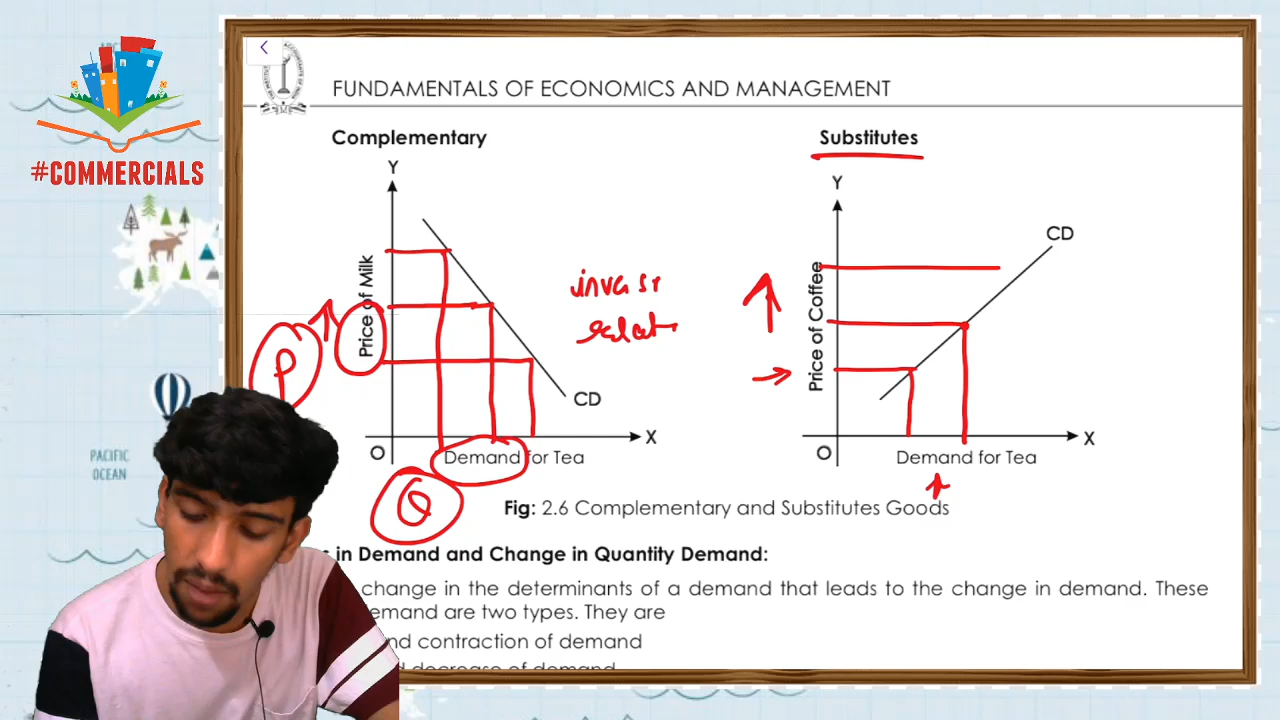 #COMMERCIALS
PACIFIC
OCEAN
FUNDAMENTALS OF ECONOMICS AND MANAGEMENT
Complementary
Y
Price of Milk
P
CD
X
O
Demand for Tea
Q
Substitutes
Y
CD
Price of Coffee
X
O
Demand for Tea
Fig: 2.6 Complementary and Substitutes Goods
in Demand and Change in Quantity Demand:
change in the determinants of a demand that leads to the change in demand. These
emand are two types. They are
nd contraction of demand
decrease of demand